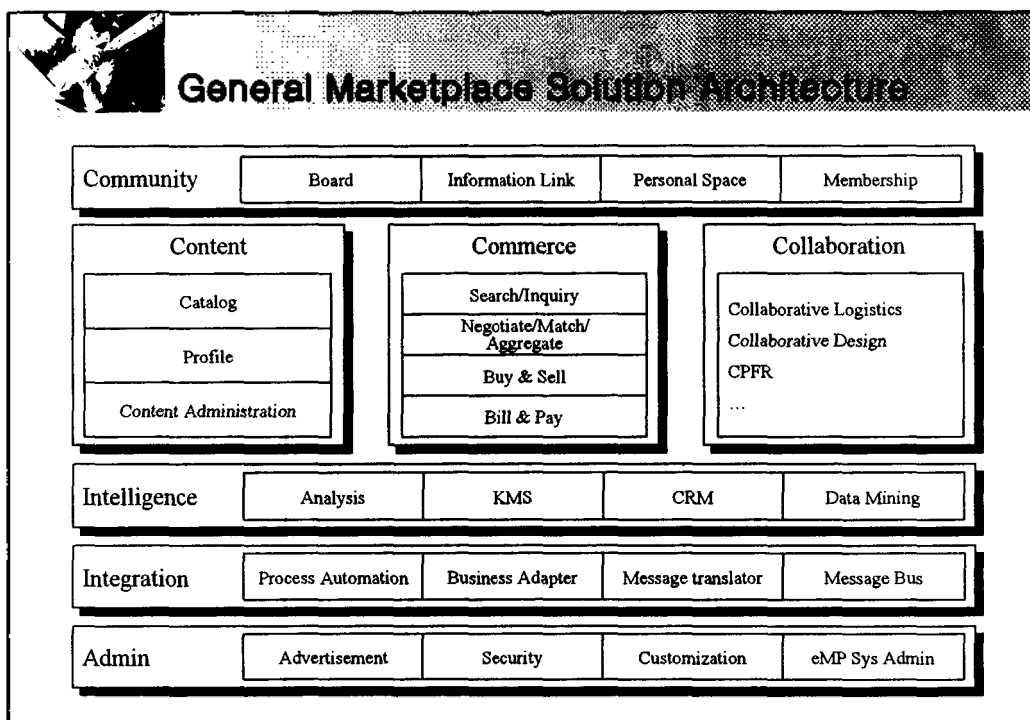 General Marketplace Solution Architecture
Community
Board
Information Link
Personal Space
Membership
Content
Catalog
Profile
Content Administration
Commerce
Search/Inquiry
Negotiate/Match/
Aggregate
Buy & Sell
Bill & Pay
Collaboration
Collaborative Logistics
Collaborative Design
CPFR
…
Intelligence
Analysis
KMS
CRM
Data Mining
Integration
Process Automation
Business Adapter
Message translator
Message Bus
Admin
Advertisement
Security
Customization
eMP Sys Admin